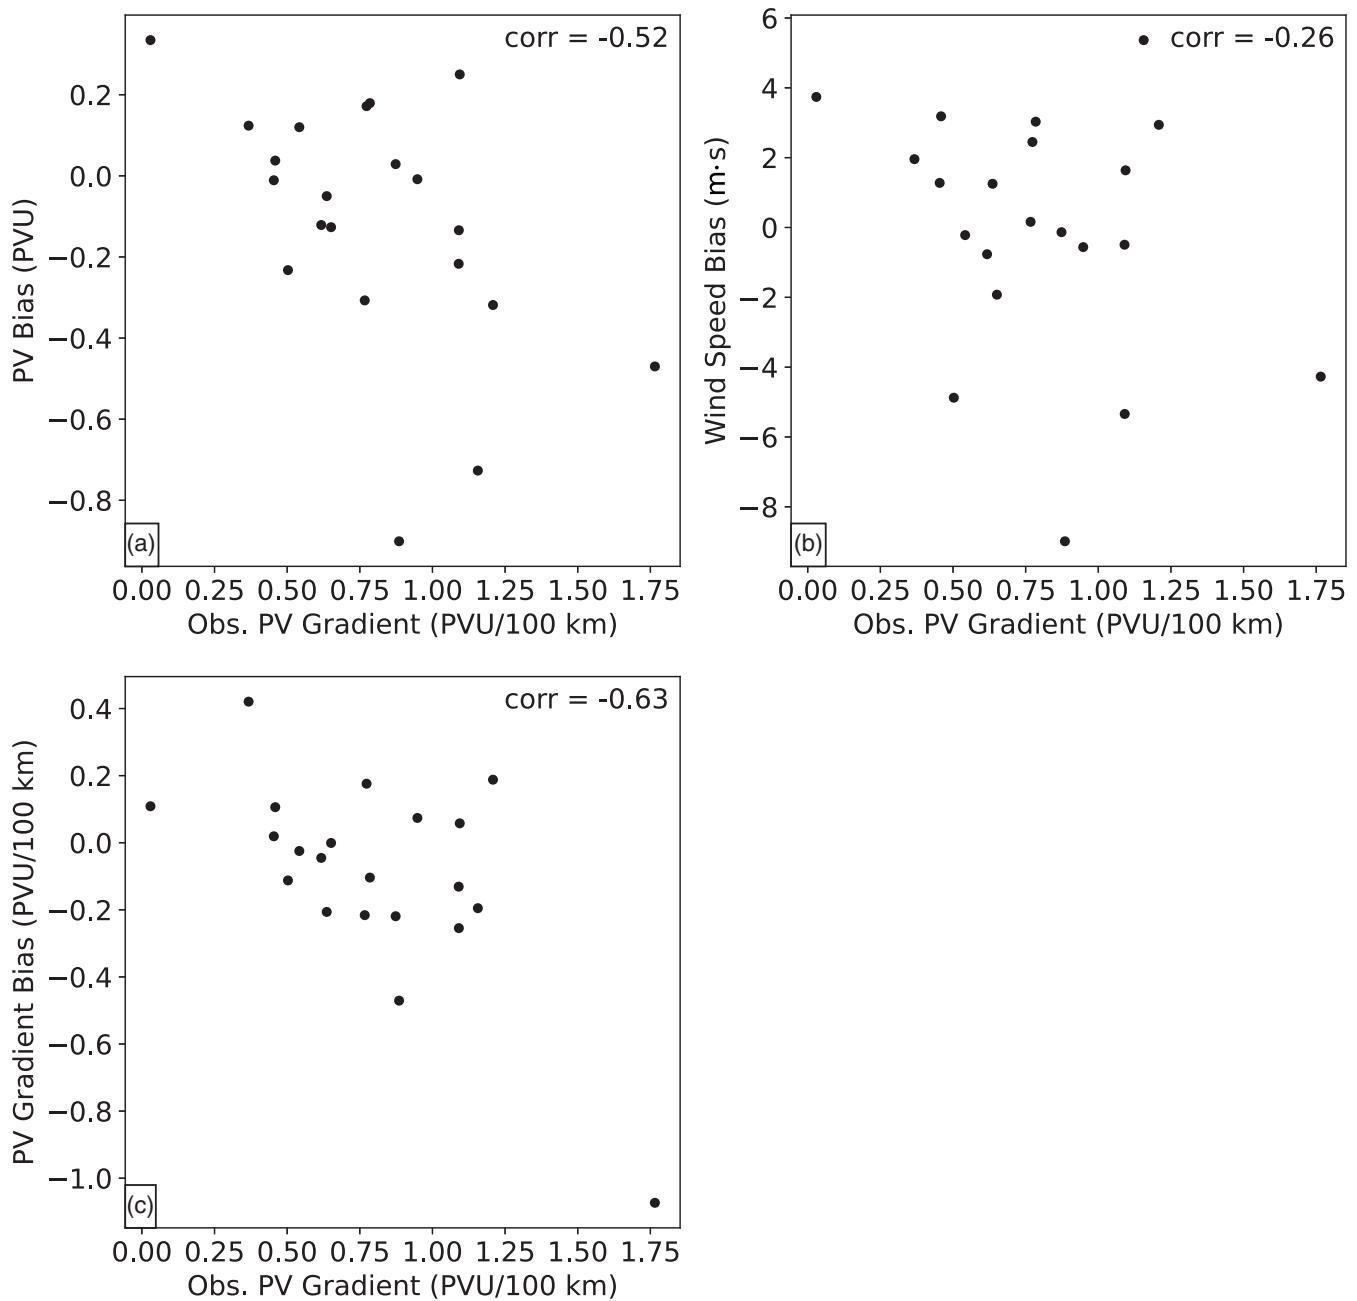 corr = -0.52
0.2
0.0
−0.2
−0.4
−0.6
−0.8
PV Bias (PVU)
(a)
0.00 0.25 0.50 0.75 1.00 1.25 1.50 1.75
Obs. PV Gradient (PVU/100 km)
corr = -0.26
6
4
2
0
−2
−4
−6
−8
Wind Speed Bias (m·s)
(b)
0.00 0.25 0.50 0.75 1.00 1.25 1.50 1.75
Obs. PV Gradient (PVU/100 km)
corr = -0.63
0.4
0.2
0.0
−0.2
−0.4
−0.6
−0.8
−1.0
PV Gradient Bias (PVU/100 km)
(c)
0.00 0.25 0.50 0.75 1.00 1.25 1.50 1.75
Obs. PV Gradient (PVU/100 km)